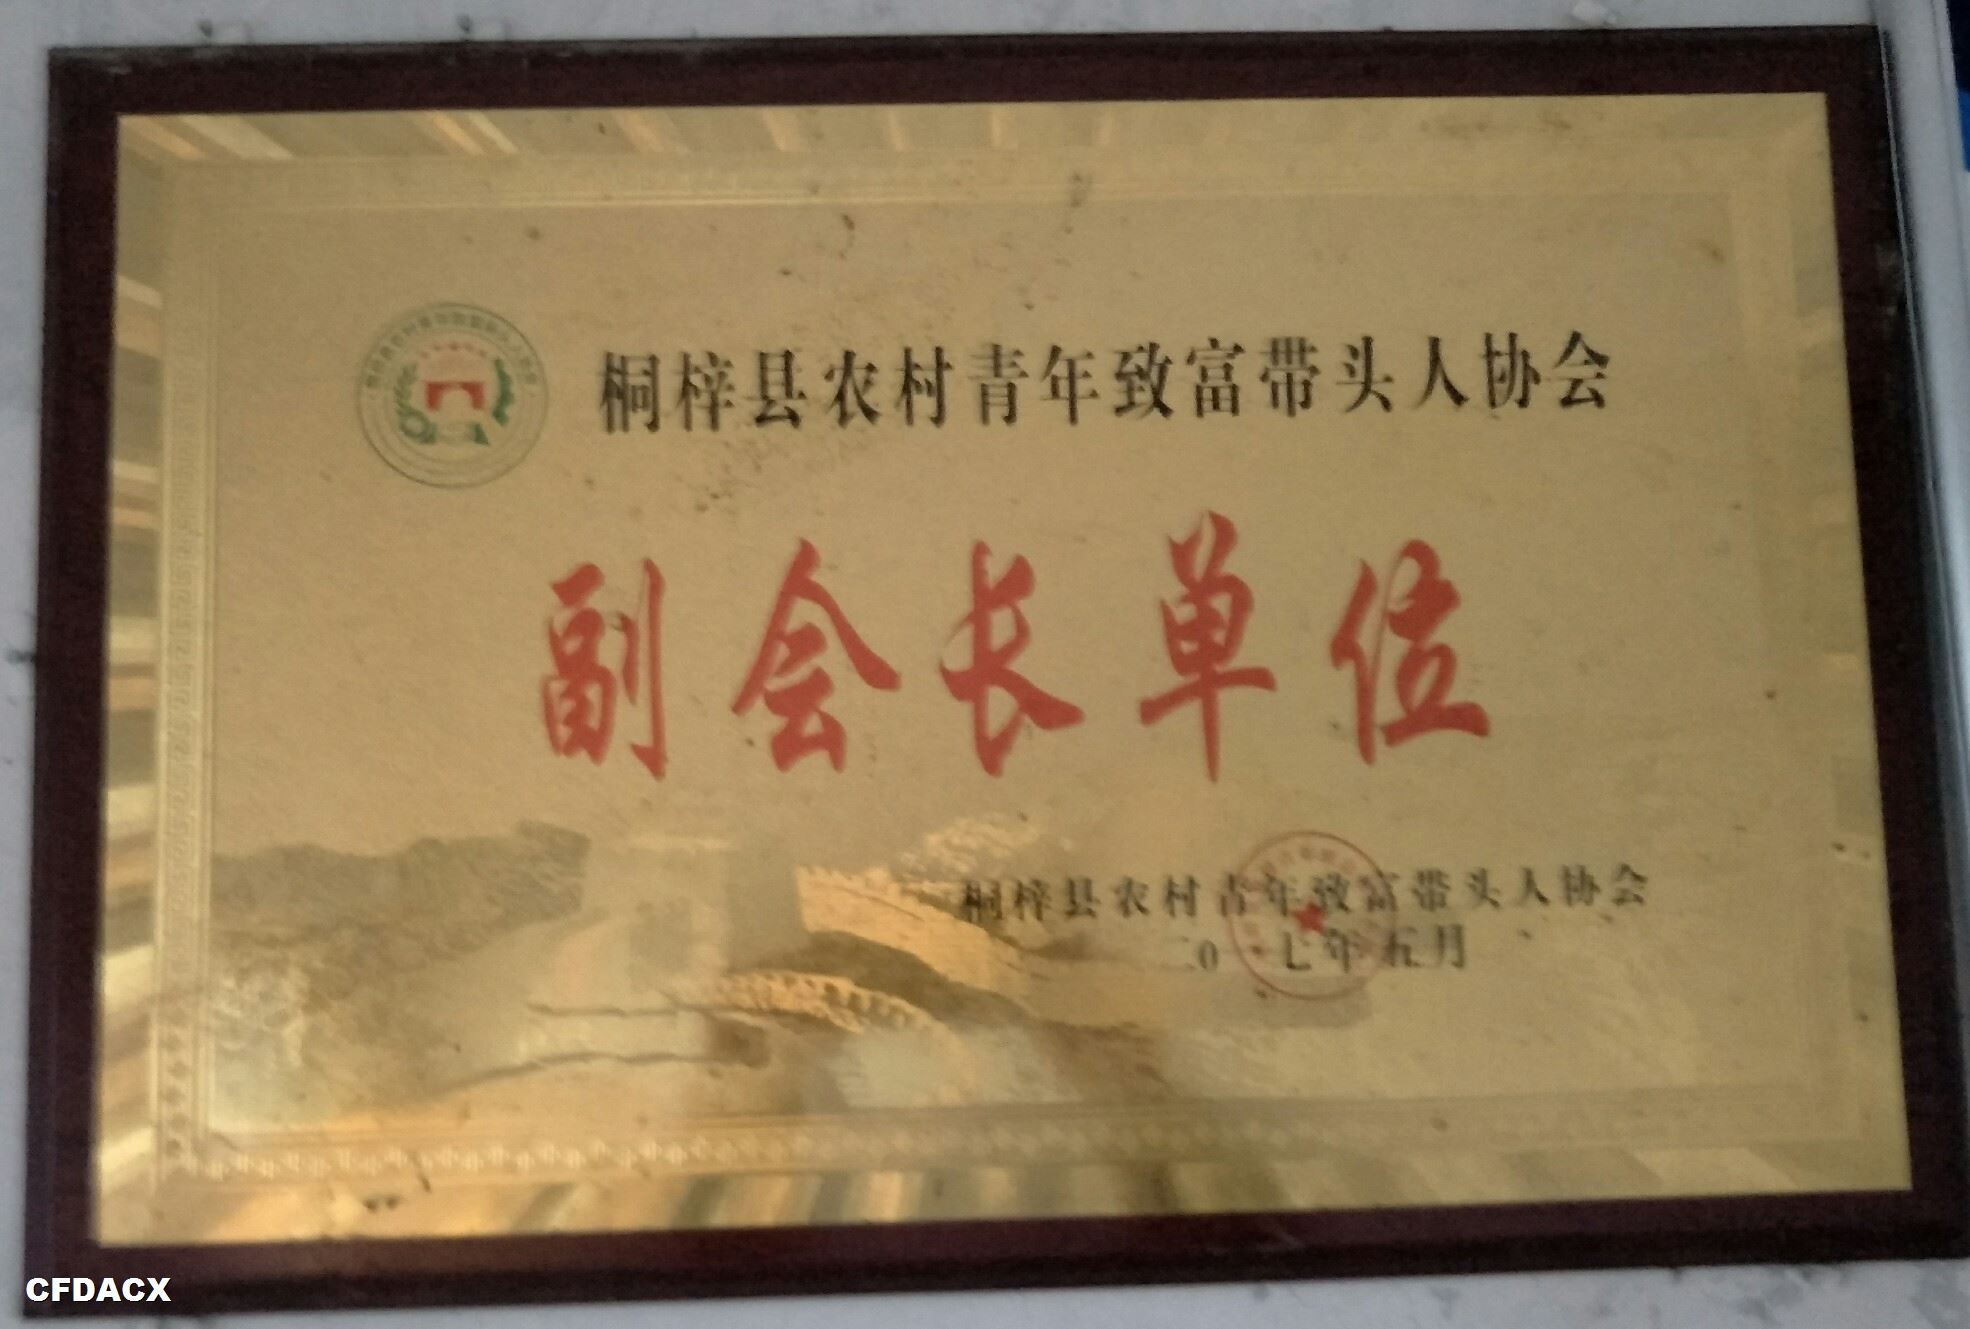 桐梓县农村青年致富带头人协会
副会长单位
桐梓县农村青年致富带头人协会
二0一七年五月
CFDACX